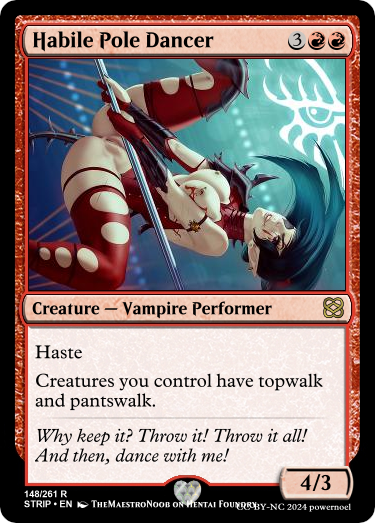 Habile Pole Dancer 3
Creature — Vampire Performer
Haste
Creatures you control have topwalk
and pantswalk.
Why keep it? Throw it! Throw it all!
And then, dance with me!
4/3
148/261 R
STRIP • EN TheMaestroNoob on Hentai Foundry
CC-BY-NC 2024 powernoel